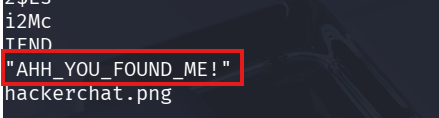 i2Mc
IEND
"AHH_YOU_FOUND_ME!"
hackerchat.png